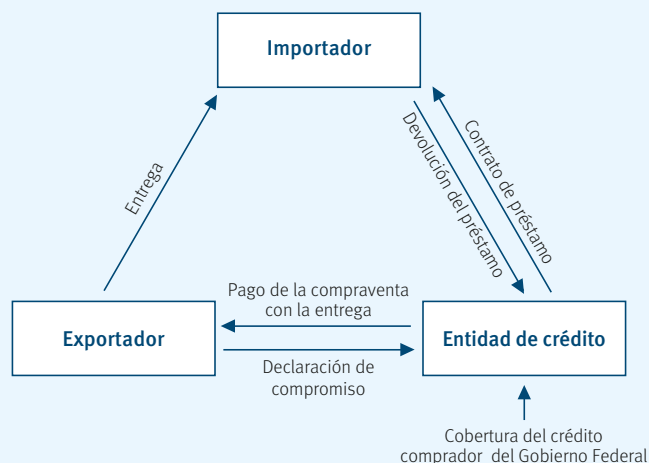 Importador
Entrega
Devolución del préstamo
Contrato de préstamo
Pago de la compraventa
con la entrega
Exportador
Entidad de crédito
Declaración de
compromiso
Cobertura del crédito
comprador del Gobierno Federal